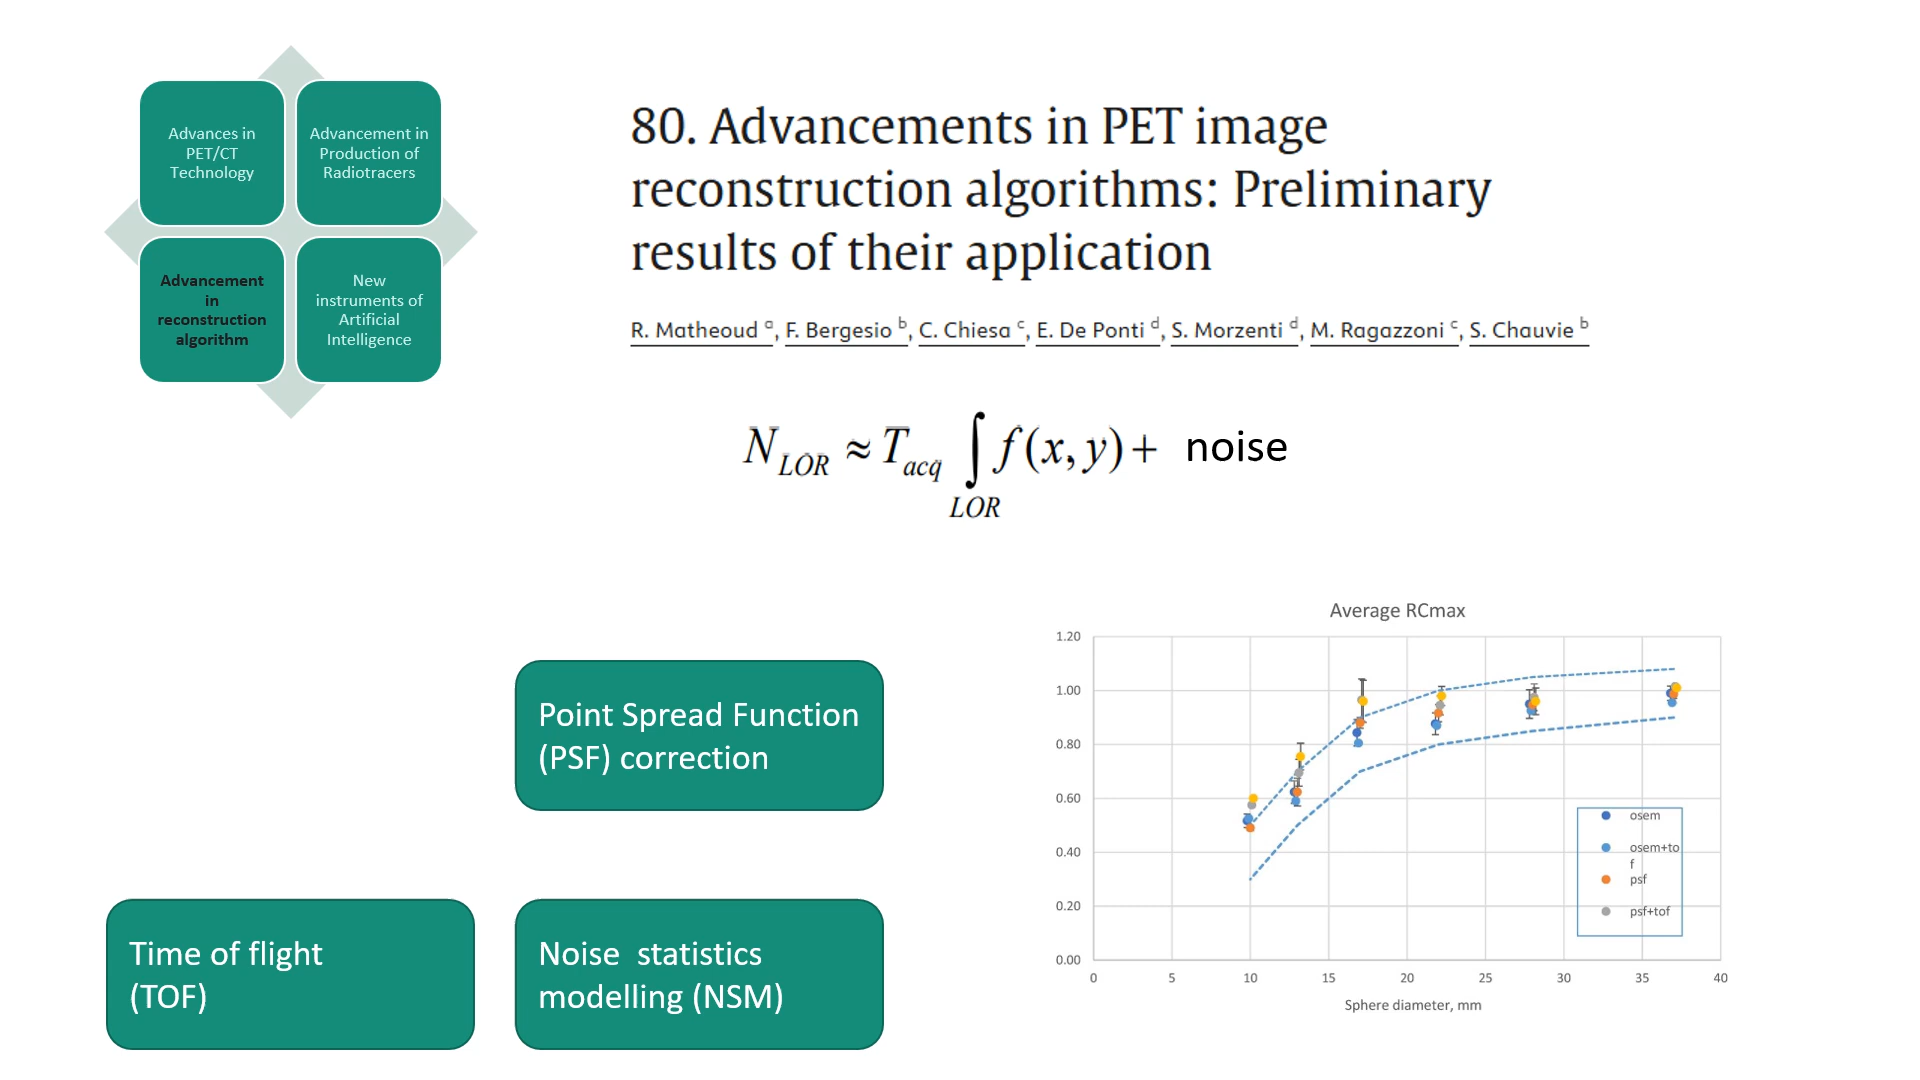 Advances in
PET/CT
Technology
Advancement in
Production of
Radiotracers
Advancement
in
reconstruction
algorithm
New
instruments of
Artificial
Intelligence
80. Advancements in PET image
reconstruction algorithms: Preliminary
results of their application
R. Matheoud ᵃ, F. Bergesio ᵇ, C. Chiesa ᶜ, E. De Ponti ᵈ, S. Morzenti ᵈ, M. Ragazzoni ᶜ, S. Chauvie ᵇ
N_LOR ≈ T_acq ∫_LOR f(x, y) + noise
Point Spread Function
(PSF) correction
Time of flight
(TOF)
Noise statistics
modelling (NSM)
Average RCmax
1.20
1.00
0.80
0.60
0.40
0.20
0.00
0 5 10 15 20 25 30 35 40
Sphere diameter, mm
osem
osem+to
f
psf
psf+tof